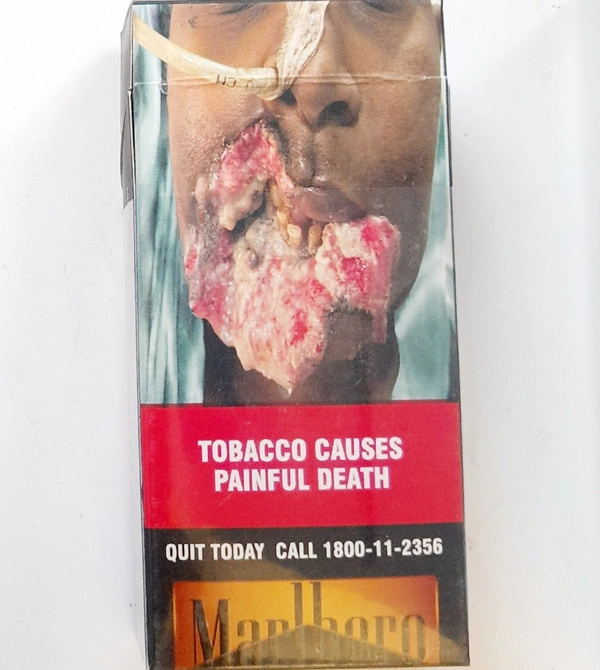 TOBACCO CAUSES
PAINFUL DEATH
QUIT TODAY CALL 1800-11-2356
Marlboro